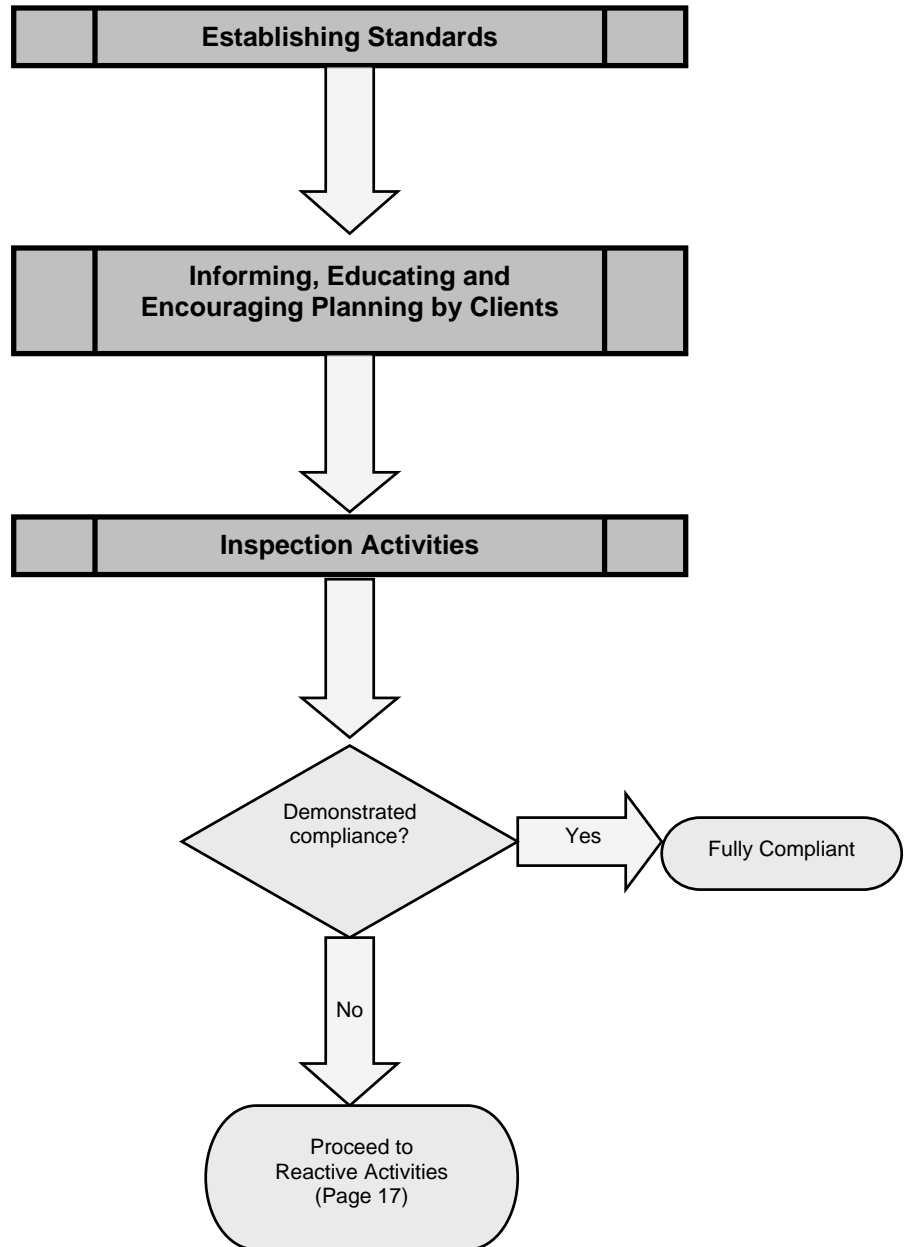 Establishing Standards
Informing, Educating and
Encouraging Planning by Clients
Inspection Activities
Demonstrated
compliance?
Yes
Fully Compliant
No
Proceed to
Reactive Activities
(Page 17)